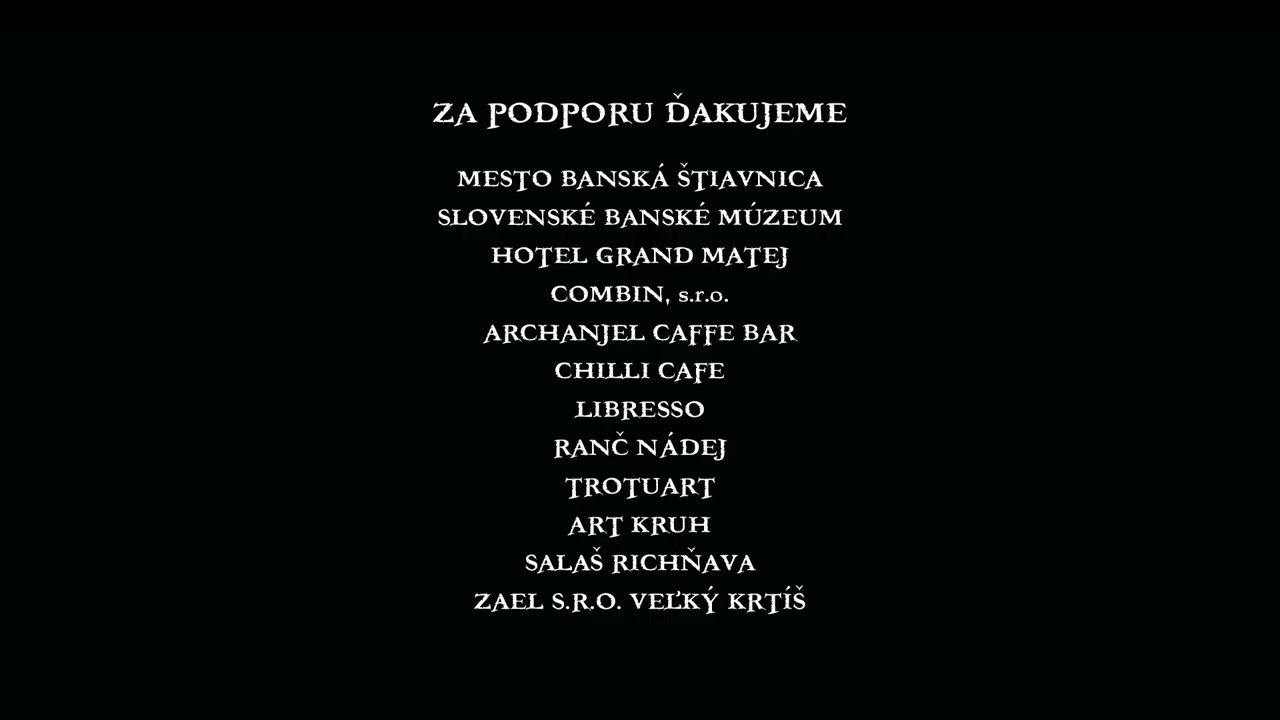 ZA PODPORU ĎAKUJEME
MESTO BANSKÁ ŠTIAVNICA
SLOVENSKÉ BANSKÉ MÚZEUM
HOTEL GRAND MATEJ
COMBIN, s.r.o.
ARCHANJEL CAFFE BAR
CHILLI CAFE
LIBRESSO
RANČ NÁDEJ
TROTUART
ART KRUH
SALAŠ RICHŇAVA
ZAEL S.R.O. VEĽKÝ KRTÍŠ